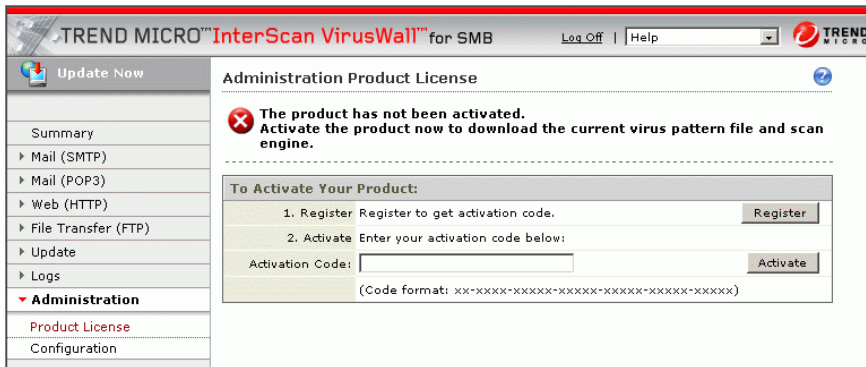 TREND MICRO™ InterScan VirusWall™ for SMB
Log Off | Help
TREND
MICRO
Update Now
Summary
Mail (SMTP)
Mail (POP3)
Web (HTTP)
File Transfer (FTP)
Update
Logs
Administration
Product License
Configuration
Administration Product License
The product has not been activated.
Activate the product now to download the current virus pattern file and scan
engine.
To Activate Your Product:
1. Register Register to get activation code. Register
2. Activate Enter your activation code below:
Activation Code: Activate
(Code format: xx-xxxx-xxxxx-xxxxx-xxxxx-xxxxx-xxxxx)